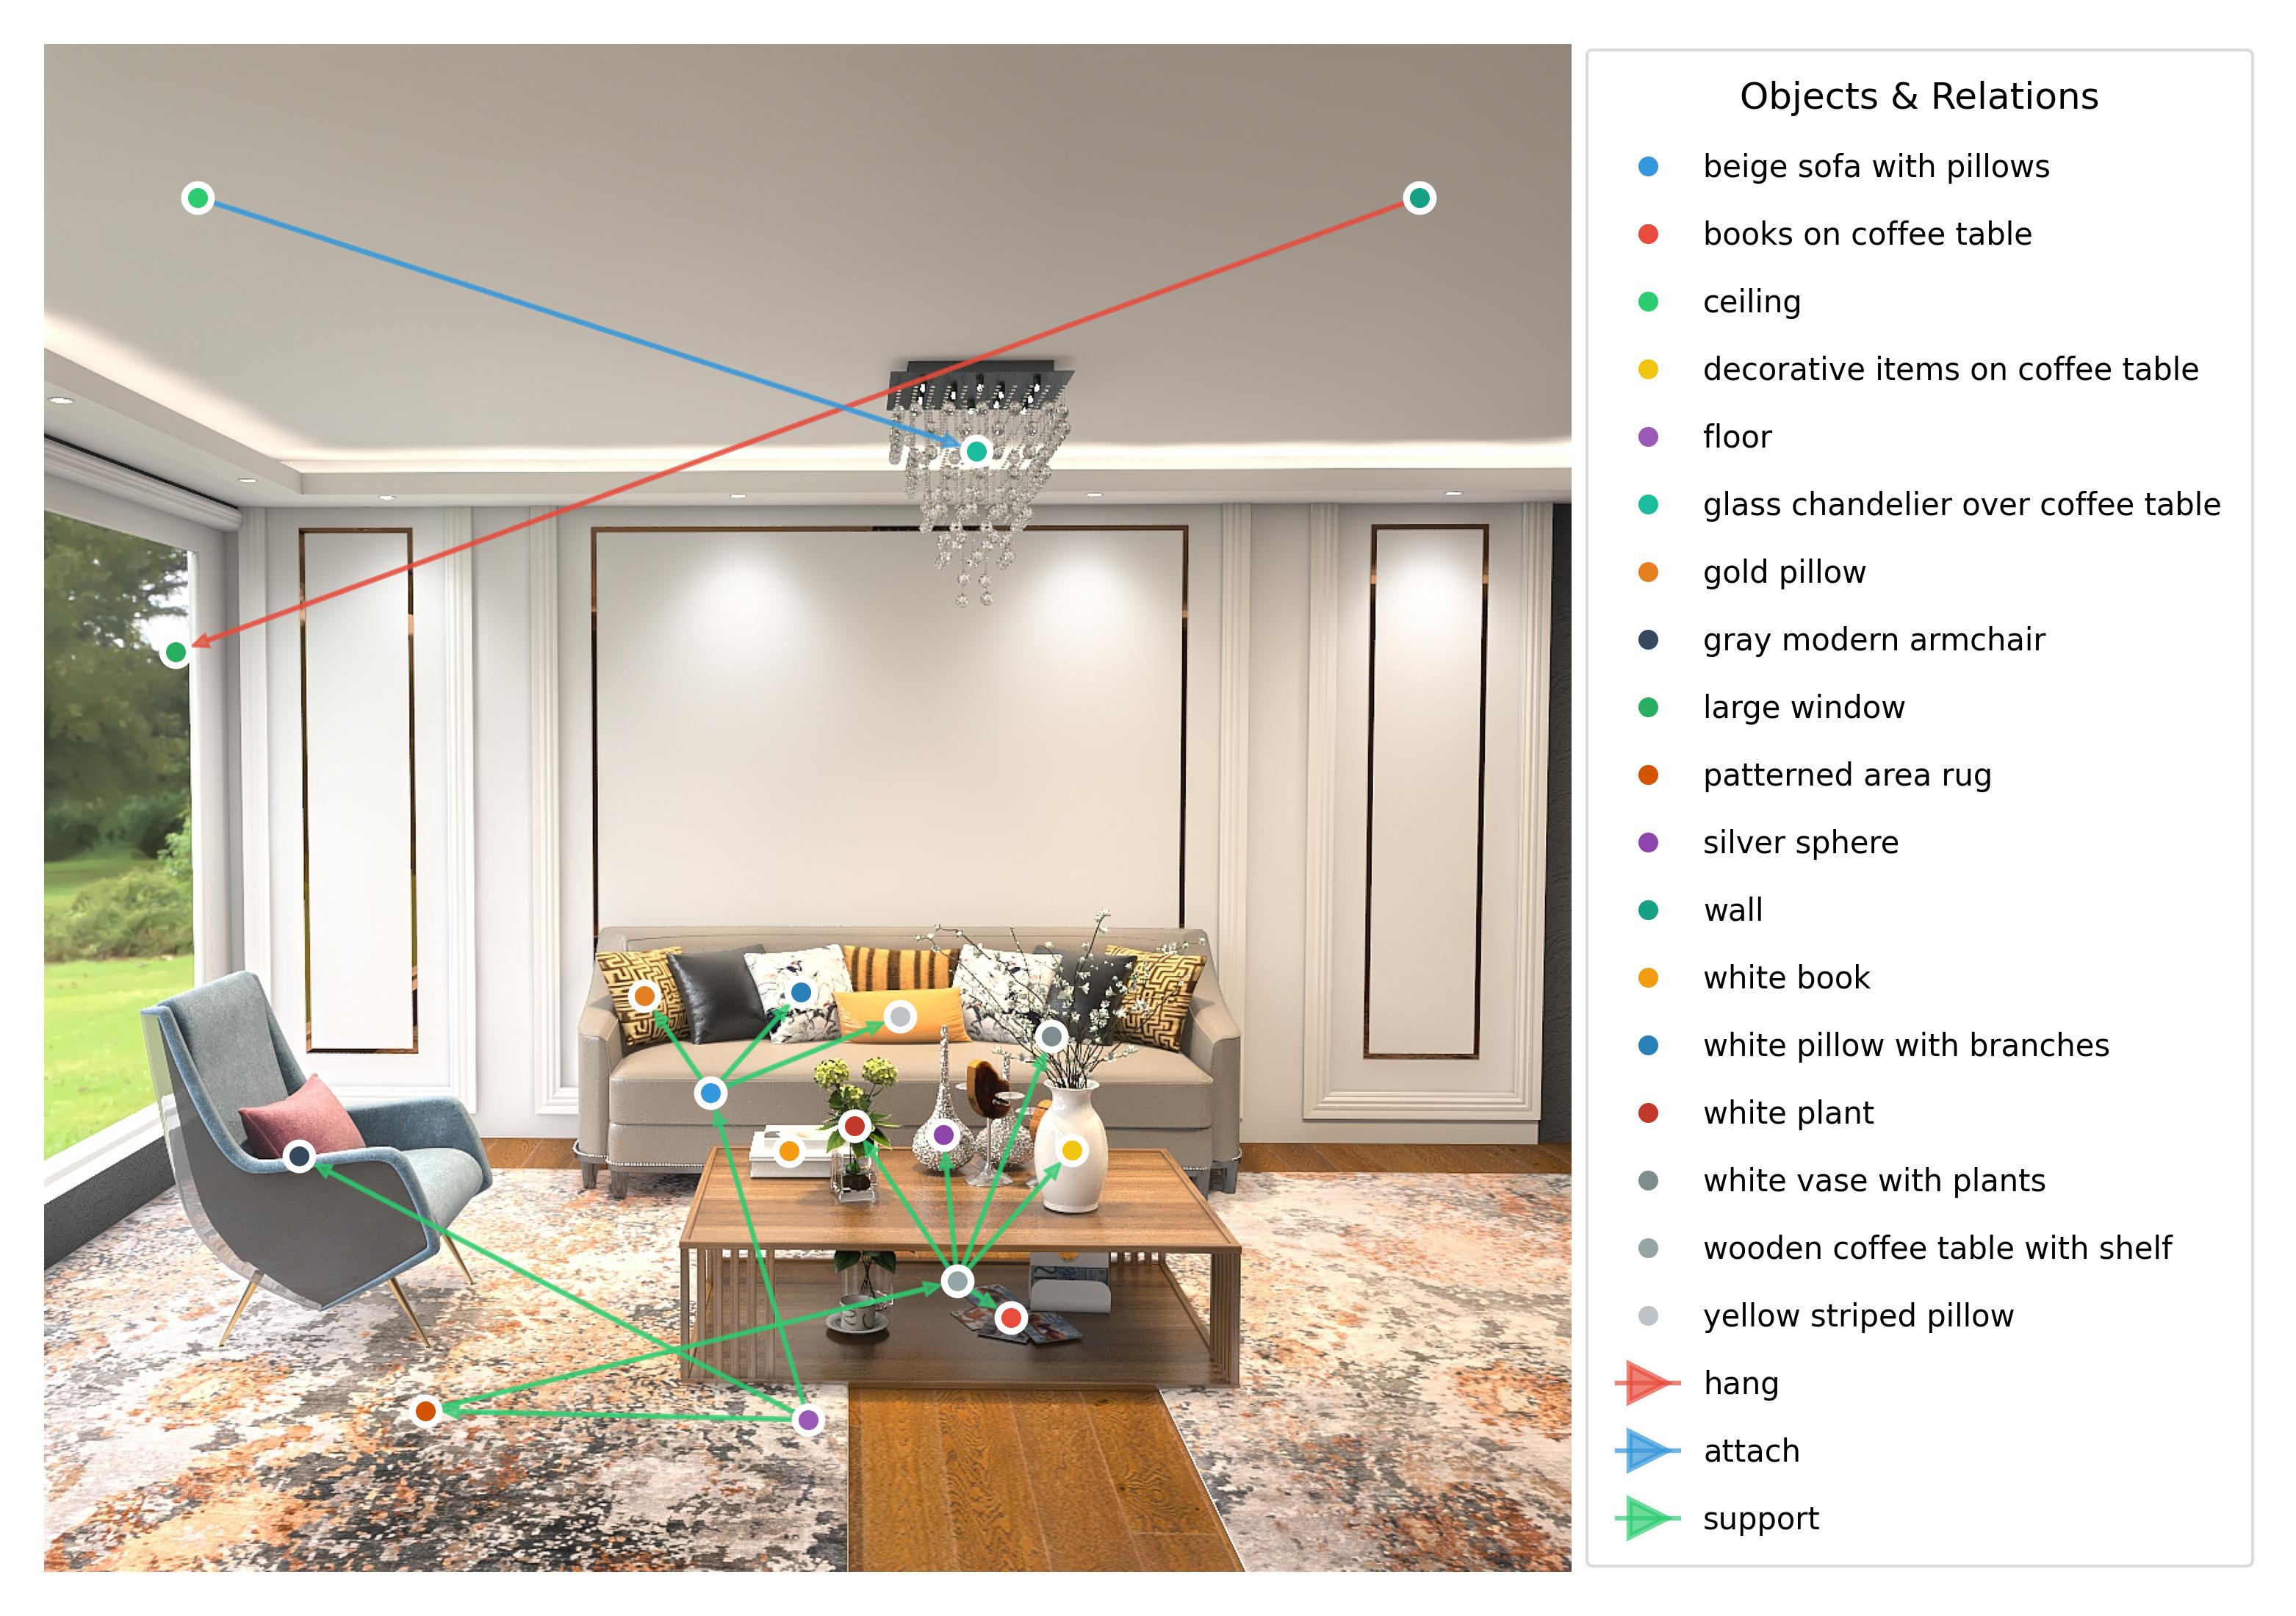 Objects & Relations
beige sofa with pillows
books on coffee table
ceiling
decorative items on coffee table
floor
glass chandelier over coffee table
gold pillow
gray modern armchair
large window
patterned area rug
silver sphere
wall
white book
white pillow with branches
white plant
white vase with plants
wooden coffee table with shelf
yellow striped pillow
hang
attach
support